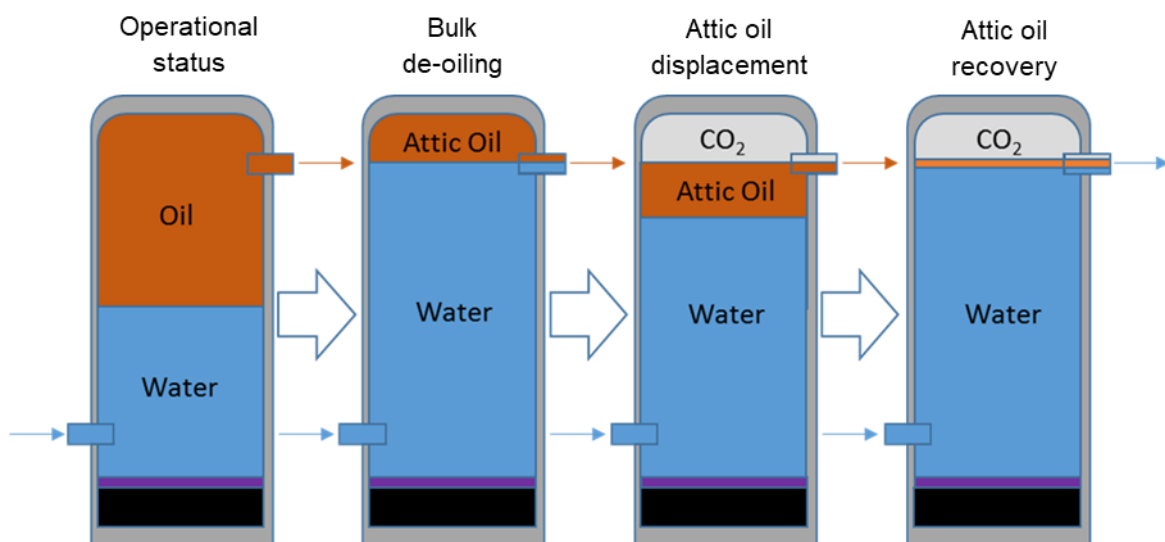 Operational
status
Bulk
de-oiling
Attic oil
displacement
Attic oil
recovery
Oil
Water
Attic Oil
Water
CO₂
Attic Oil
Water
CO₂
Water